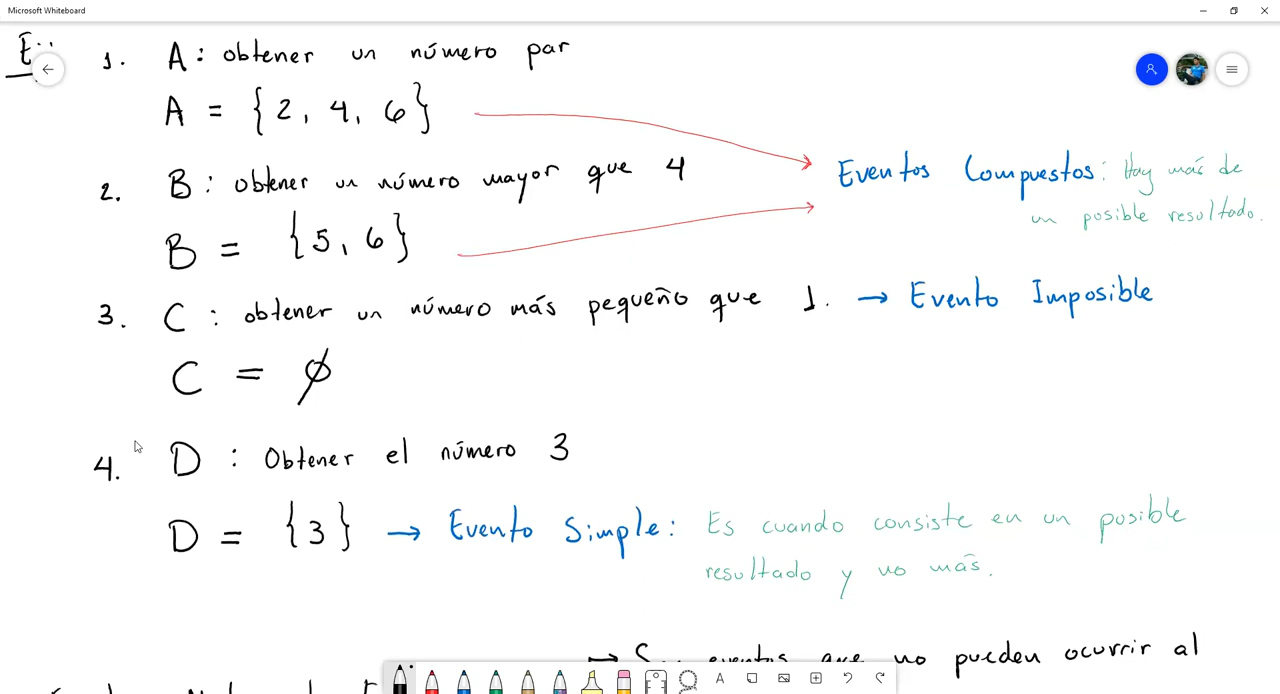 Microsoft Whiteboard
1. A : obtener un número par
A = {2, 4, 6}
Eventos Compuestos: Hay más de
un posible resultado.
2. B : obtener un número mayor que 4
B = {5, 6}
3. C : obtener un número más pequeño que 1. → Evento Imposible
C = ∅
4. D : Obtener el número 3
D = {3} → Evento Simple: Es cuando consiste en un posible
resultado y no más.
eventos que no pueden ocurrir al